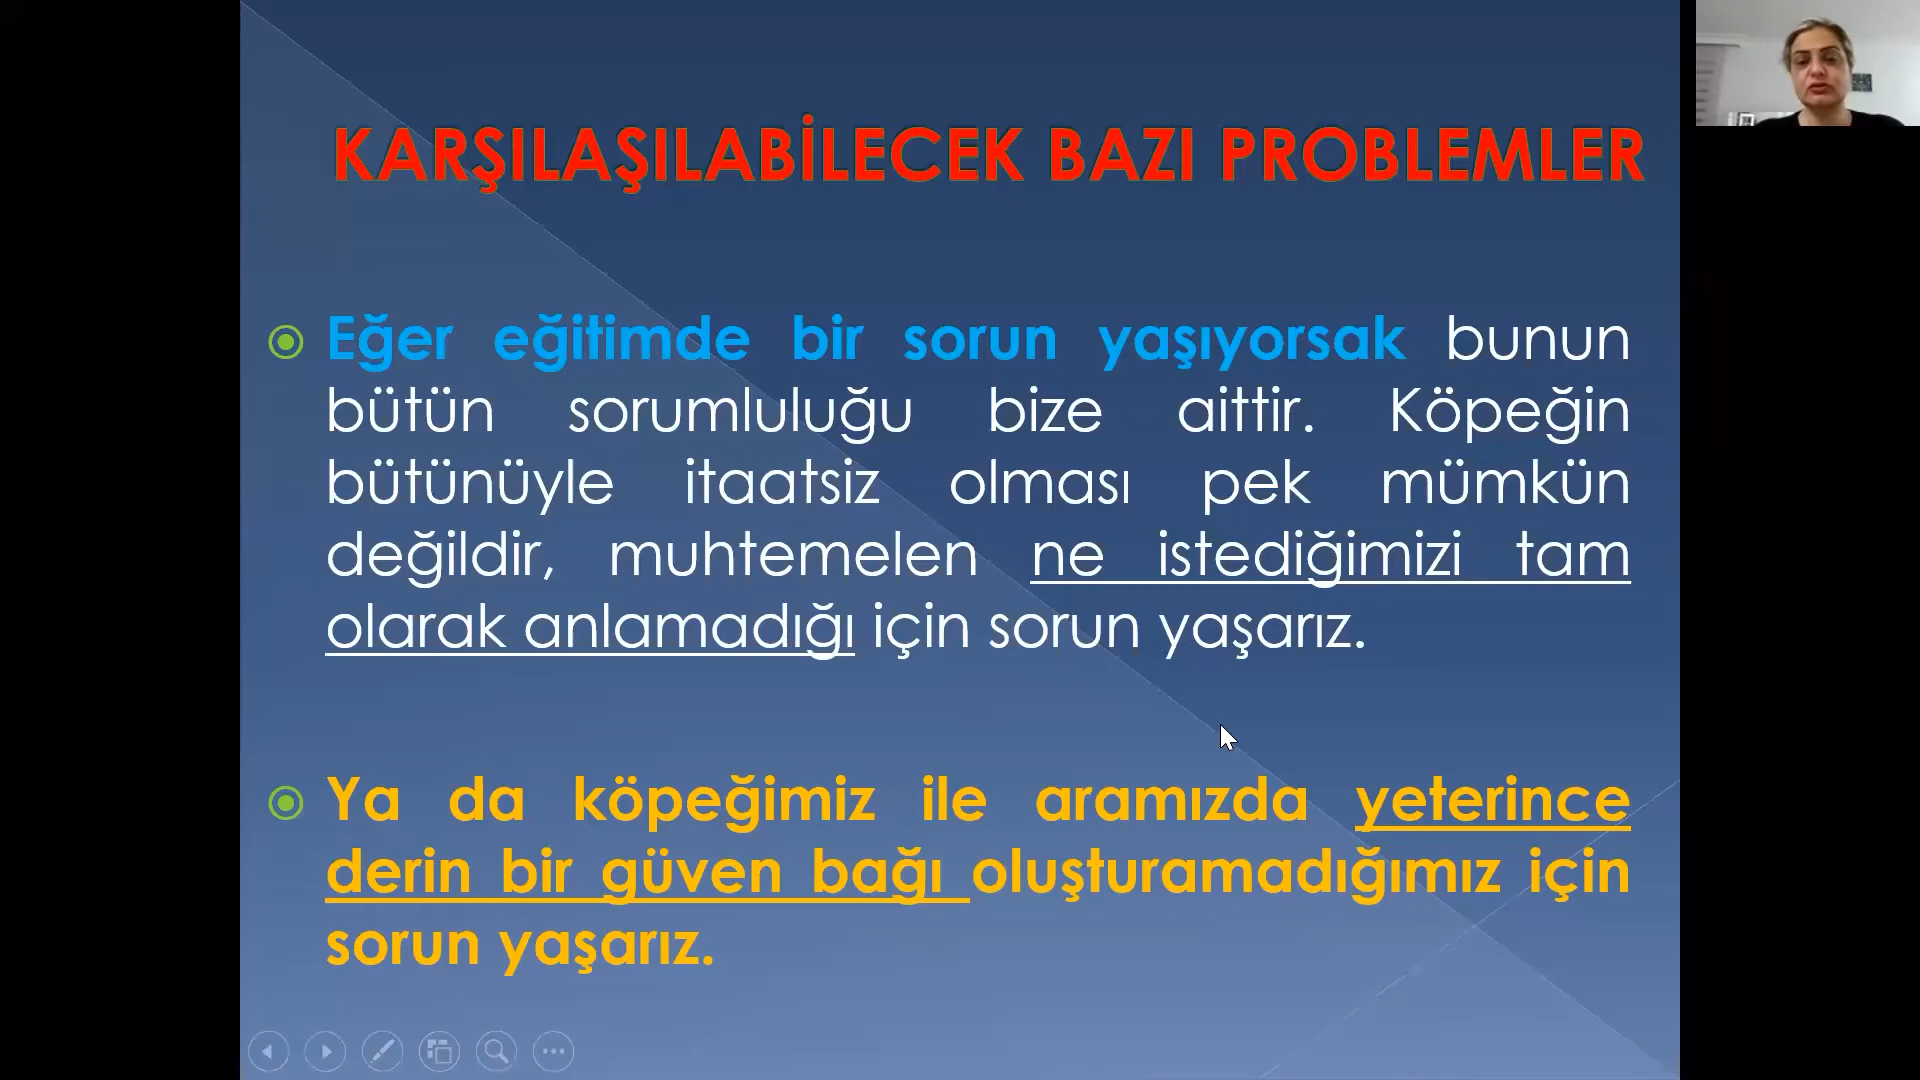 KARŞILAŞILABİLECEK BAZI PROBLEMLER
Eğer eğitimde bir sorun yaşıyorsak bunun
bütün sorumluluğu bize aittir. Köpeğin
bütünüyle itaatsiz olması pek mümkün
değildir, muhtemelen ne istediğimizi tam
olarak anlamadığı için sorun yaşarız.
Ya da köpeğimiz ile aramızda yeterince
derin bir güven bağı oluşturamadığımız için
sorun yaşarız.